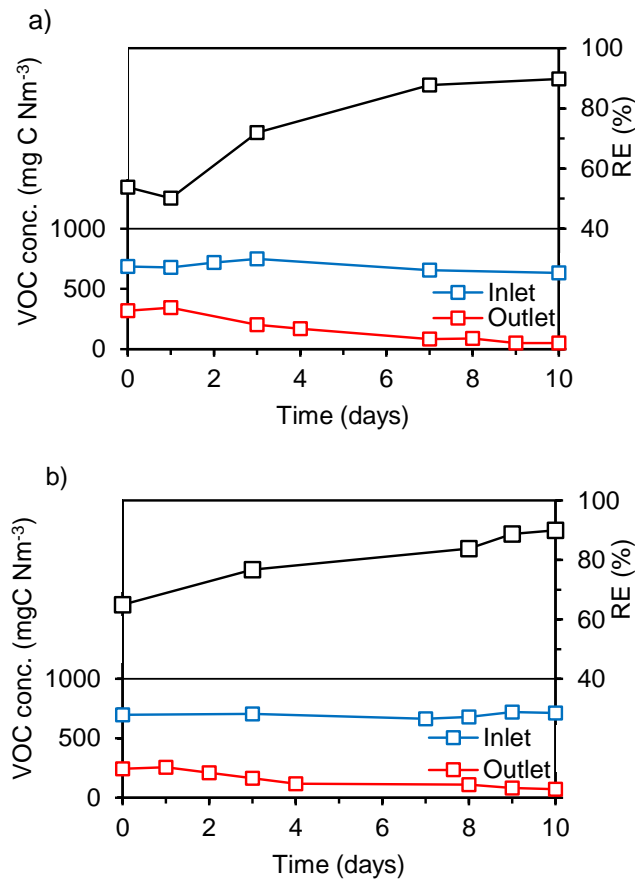 a)
100
80
60
40
RE (%)
VOC conc. (mg C Nm-3)
1000
500
0
Inlet
Outlet
0 2 4 6 8 10
Time (days)
b)
100
80
60
40
RE (%)
VOC conc. (mgC Nm-3)
1000
500
0
Inlet
Outlet
0 2 4 6 8 10
Time (days)